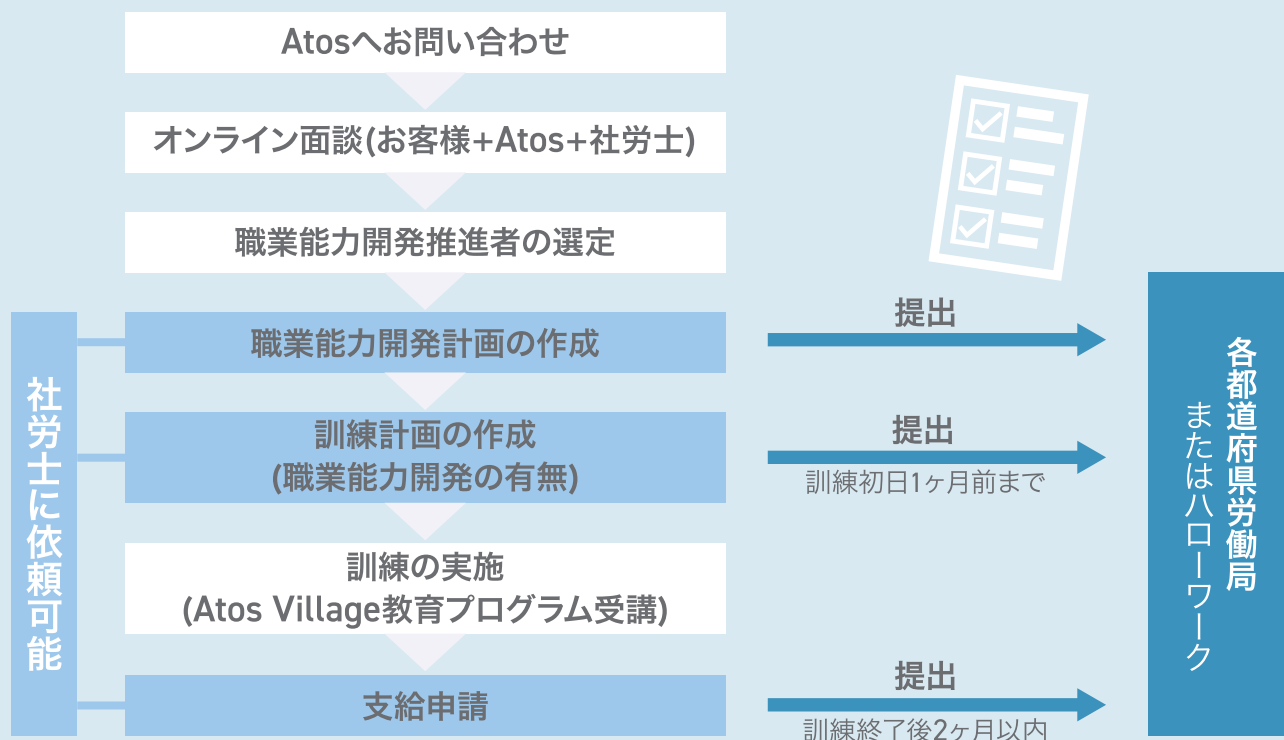 Atosへお問い合わせ
オンライン面談(お客様+Atos+社労士)
職業能力開発推進者の選定
職業能力開発計画の作成
提出
訓練計画の作成
(職業能力開発の有無)
提出
訓練初日1ヶ月前まで
訓練の実施
(Atos Village教育プログラム受講)
支給申請
提出
訓練終了後2ヶ月以内
社労士に依頼可能
各都道府県労働局
またはハローワーク